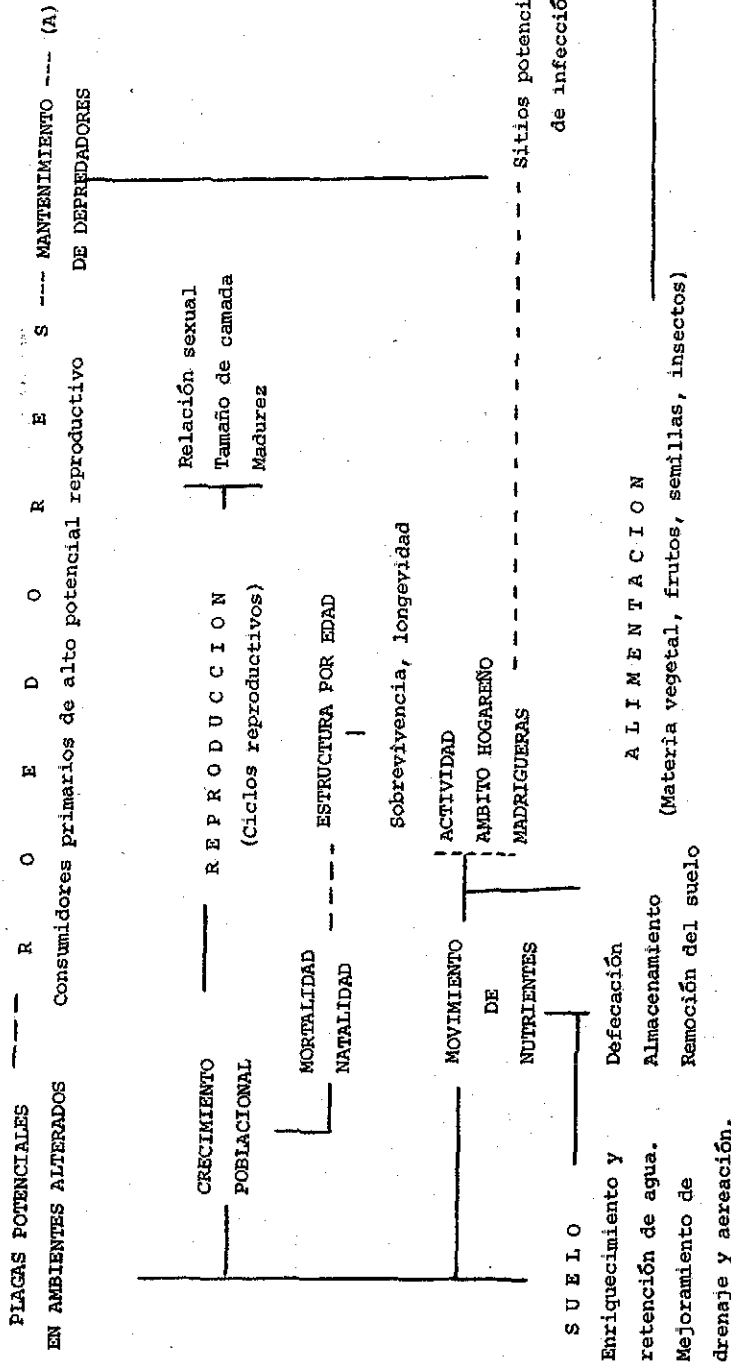 PLAGAS POTENCIALES --- R O E D O R E S --- MANTENIMIENTO --- (A)
EN AMBIENTES ALTERADOS Consumidores primarios de alto potencial reproductivo DE DEPREDADORES
CRECIMIENTO
POBLACIONAL
R E P R O D U C C I O N
(Ciclos reproductivos)
Relación sexual
Tamaño de camada
Madurez
MORTALIDAD
NATALIDAD
ESTRUCTURA POR EDAD
Sobrevivencia, longevidad
MOVIMIENTO
DE
NUTRIENTES
ACTIVIDAD
AMBITO HOGAREÑO
MADRIGUERAS
Sitios
de
S U E L O
Enriquecimiento y
retención de agua.
Mejoramiento de
drenaje y aereación.
Defecación
Almacenamiento
Remoción del suelo
A L I M E N T A C I O N
(Materia vegetal, frutos, semillas, insectos)